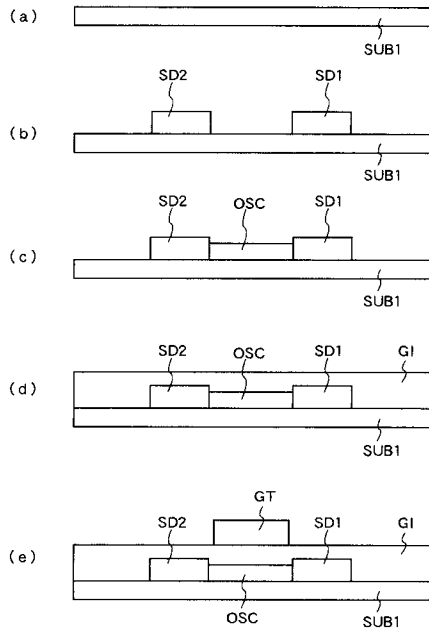 (a)
SUB1
SD2 SD1
(b)
SUB1
SD2 OSC SD1
(c)
SUB1
SD2 OSC SD1 GI
(d)
SUB1
GT
SD2 SD1 GI
(e)
OSC SUB1